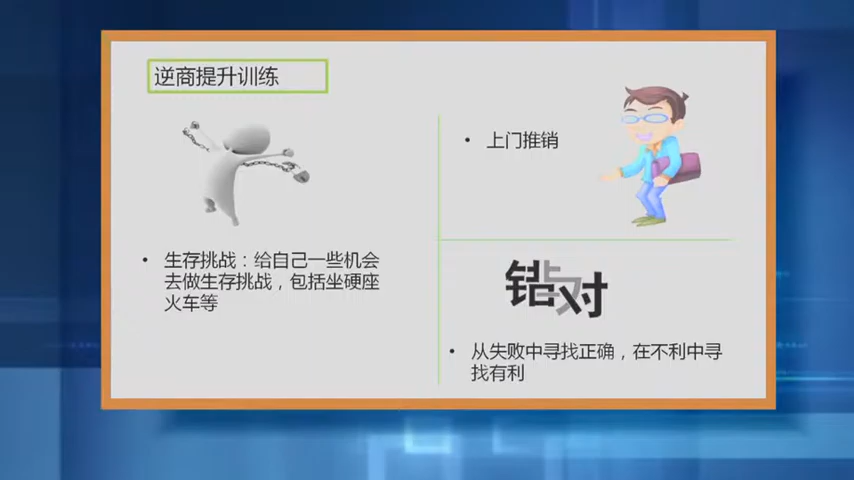 逆商提升训练
• 生存挑战：给自己一些机会
去做生存挑战，包括坐硬座
火车等
• 上门推销
错与对
• 从失败中寻找正确，在不利中寻
找有利